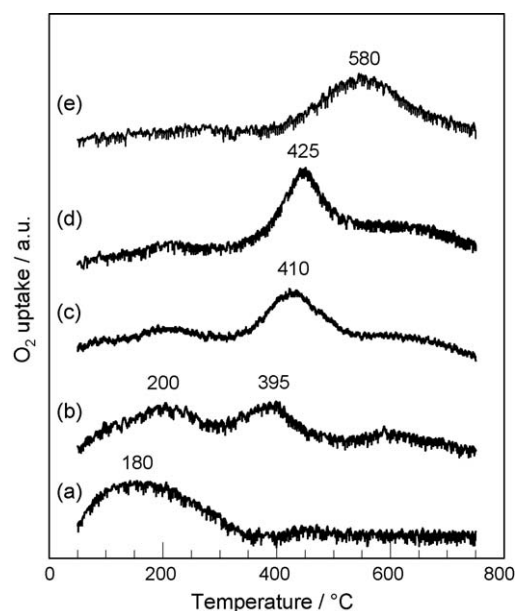 580
(e)
425
(d)
410
(c)
200 395
(b)
180
(a)
O₂ uptake / a.u.
0 200 400 600 800
Temperature / °C